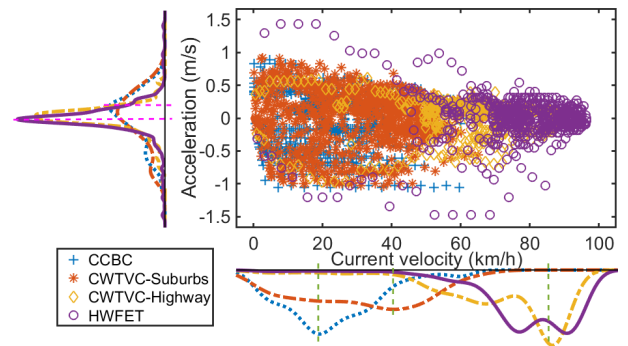 Acceleration (m/s)
1.5
1
0.5
0
-0.5
-1
-1.5
0
20
40
60
80
100
Current velocity (km/h)
CCBC
CWTVC-Suburbs
CWTVC-Highway
HWFET